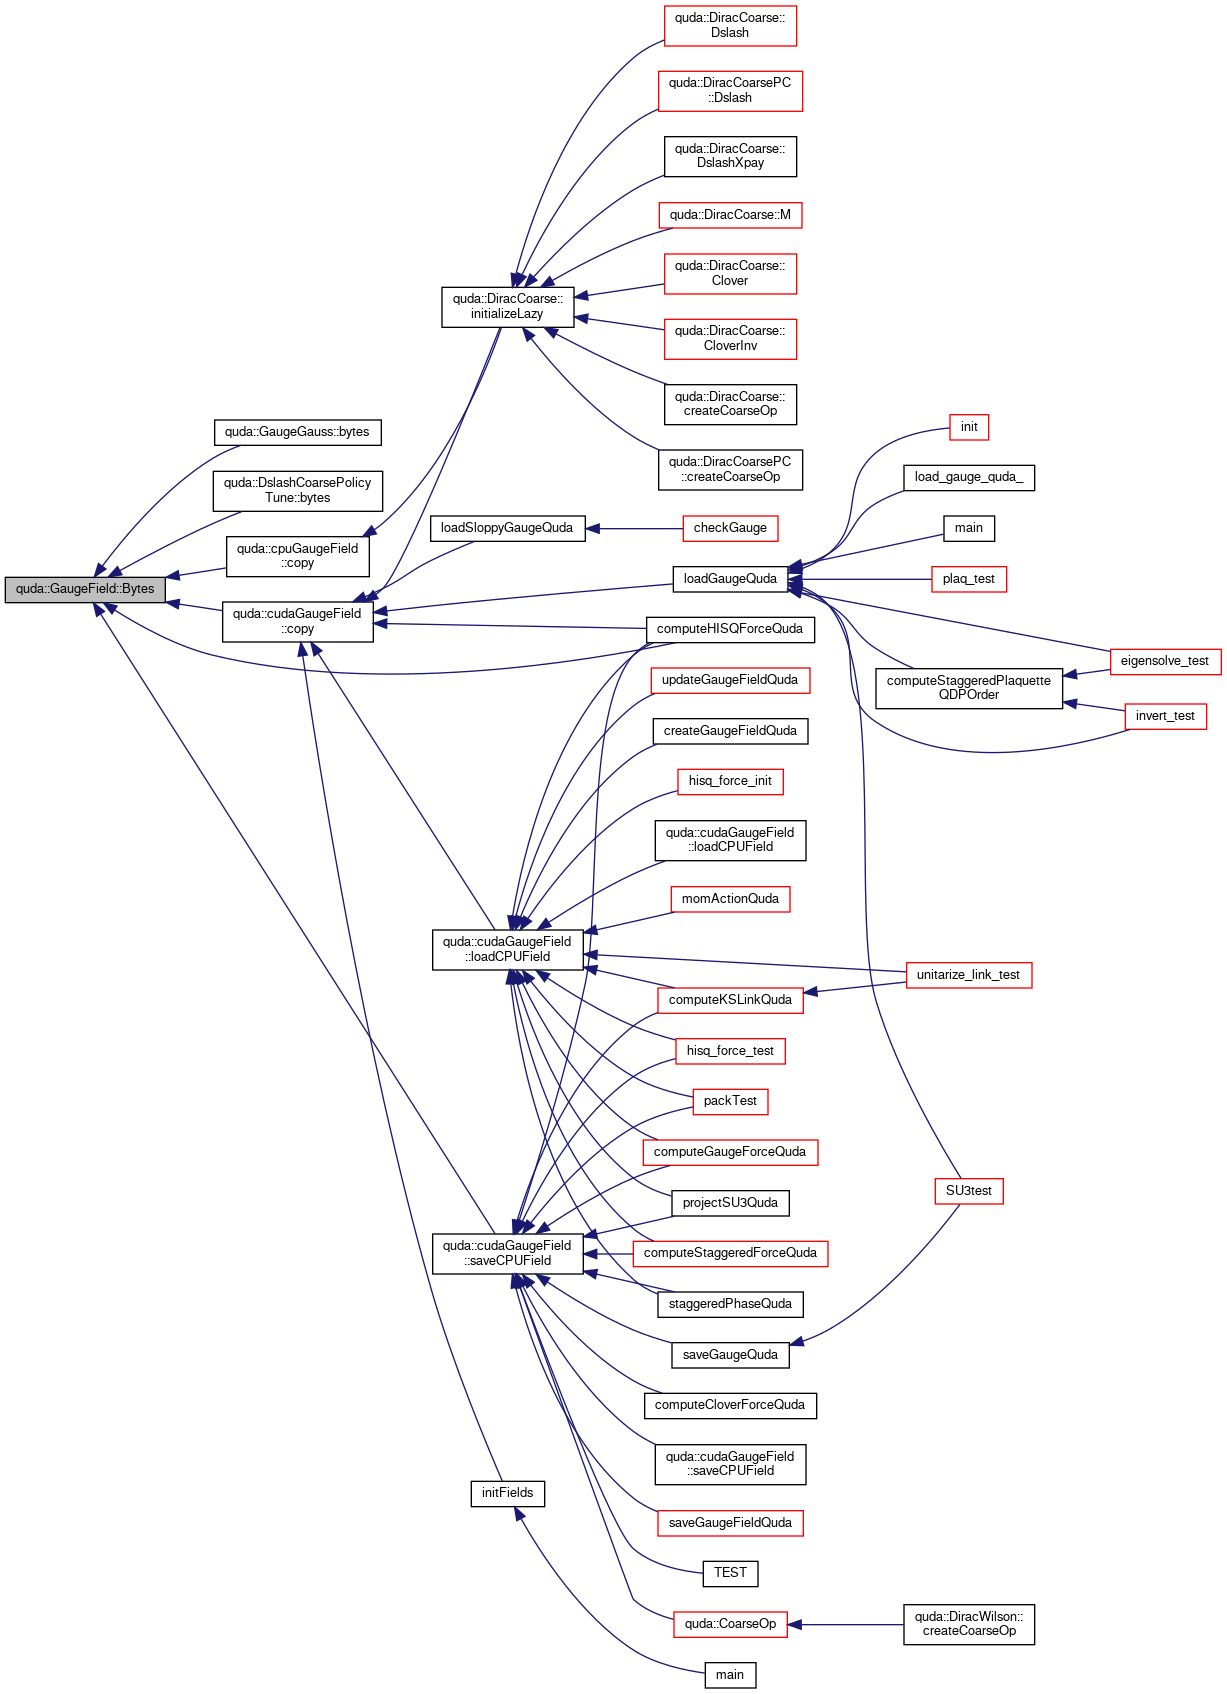 quda::DiracCoarse::
Dslash
quda::DiracCoarsePC
::Dslash
quda::DiracCoarse::
DslashXpay
quda::DiracCoarse::M
quda::DiracCoarse::
Clover
quda::DiracCoarse::
initializeLazy
quda::DiracCoarse::
CloverInv
quda::DiracCoarse::
createCoarseOp
quda::GaugeGauss::bytes
quda::DiracCoarsePC
::createCoarseOp
init
quda::DslashCoarsePolicy
Tune::bytes
load_gauge_quda_
loadSloppyGaugeQuda
checkGauge
main
quda::cpuGaugeField
::copy
quda::GaugeField::Bytes
loadGaugeQuda
plaq_test
quda::cudaGaugeField
::copy
computeHISQForceQuda
eigensolve_test
updateGaugeFieldQuda
computeStaggeredPlaquette
QDPOrder
invert_test
createGaugeFieldQuda
hisq_force_init
quda::cudaGaugeField
::loadCPUField
momActionQuda
quda::cudaGaugeField
::loadCPUField
unitarize_link_test
computeKSLinkQuda
hisq_force_test
packTest
computeGaugeForceQuda
SU3test
projectSU3Quda
quda::cudaGaugeField
::saveCPUField
computeStaggeredForceQuda
staggeredPhaseQuda
saveGaugeQuda
computeCloverForceQuda
quda::cudaGaugeField
::saveCPUField
initFields
saveGaugeFieldQuda
TEST
quda::CoarseOp
quda::DiracWilson::
createCoarseOp
main